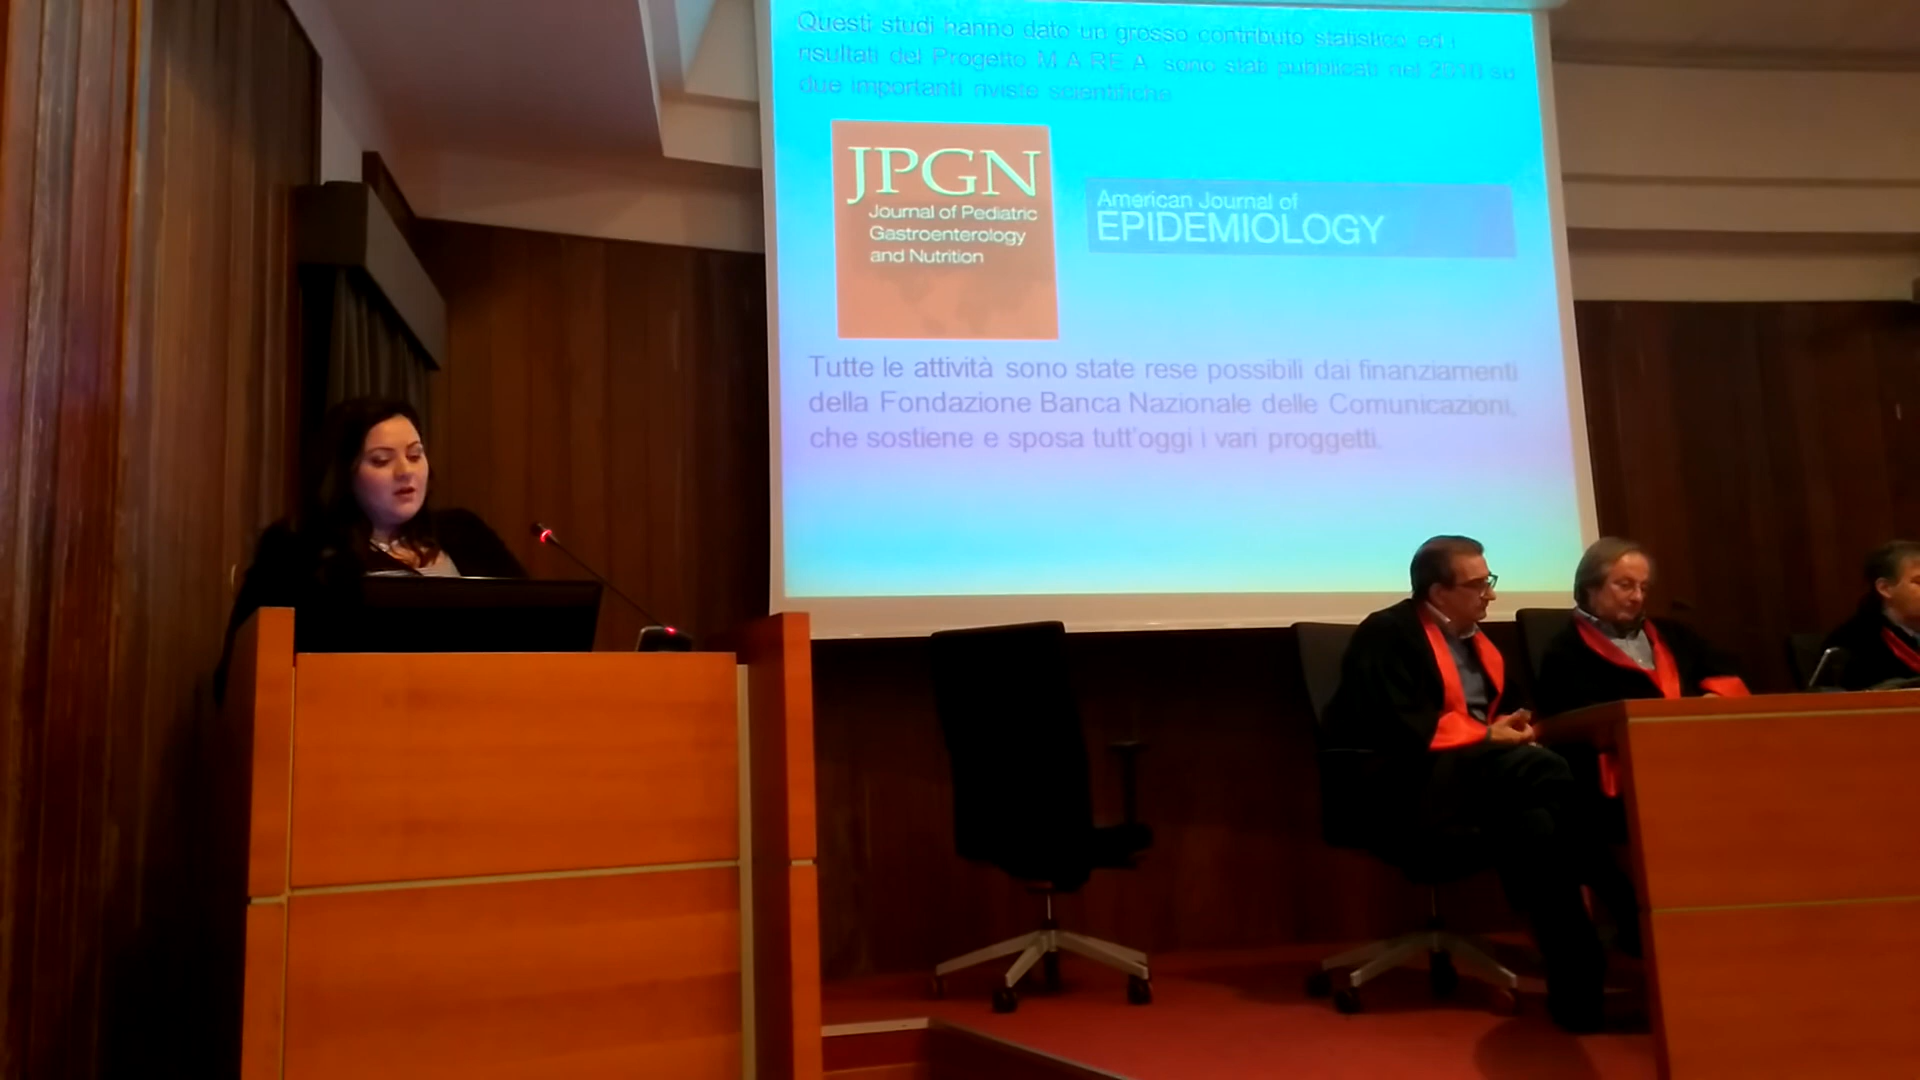 Questi studi hanno dato un grosso contributo statistico ed i
risultati del Progetto M.A.RE.A. sono stati pubblicati nel 2016 su
due importanti riviste scientifiche
JPGN
Journal of Pediatric
Gastroenterology
and Nutrition
American Journal of
EPIDEMIOLOGY
Tutte le attività sono state rese possibili dai finanziamenti
della Fondazione Banca Nazionale delle Comunicazioni,
che sostiene e sposa tutt'oggi i vari proggetti.